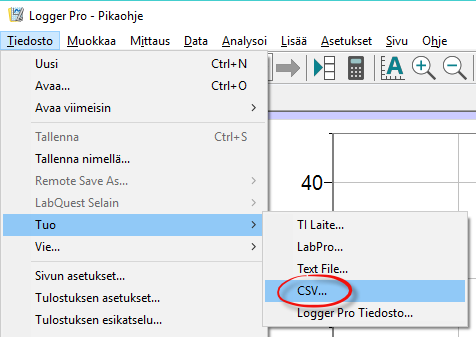 Logger Pro - Pikaohje
Tiedosto Muokkaa Mittaus Data Analysoi Lisää Asetukset Sivu Ohje
Uusi Ctrl+N
Avaa... Ctrl+O
Avaa viimeisin
Tallenna Ctrl+S
Tallenna nimellä...
Remote Save As...
LabQuest Selain
Tuo
Vie...
Sivun asetukset...
Tulostuksen asetukset...
Tulostuksen esikatselu...
TI Laite...
LabPro...
Text File...
CSV...
Logger Pro Tiedosto...
A
40